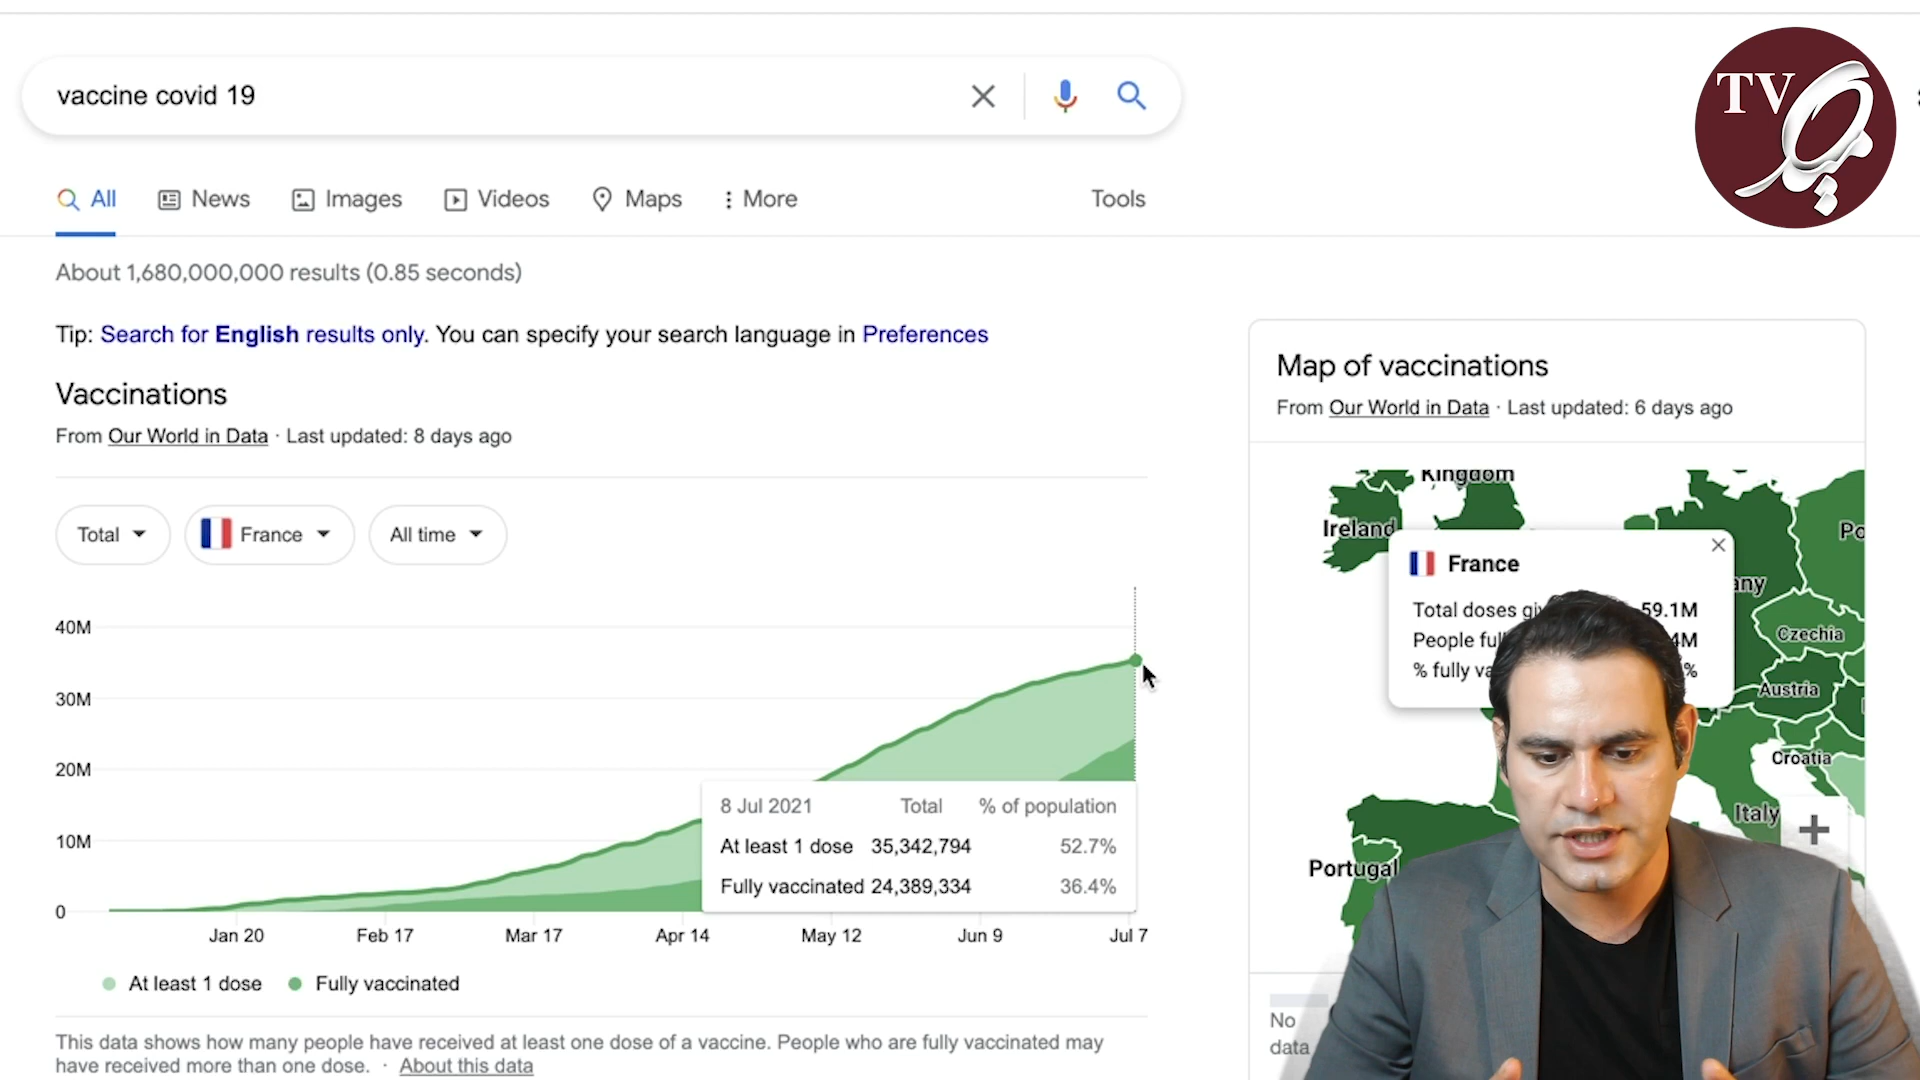 vaccine covid 19
TV
All News Images Videos Maps More Tools
About 1,680,000,000 results (0.85 seconds)
Tip: Search for English results only. You can specify your search language in Preferences
Vaccinations
From Our World in Data · Last updated: 8 days ago
Total France All time
40M
30M
20M
10M
0
8 Jul 2021 Total % of population
At least 1 dose 35,342,794 52.7%
Fully vaccinated 24,389,334 36.4%
Jan 20 Feb 17 Mar 17 Apr 14 May 12 Jun 9 Jul 7
At least 1 dose Fully vaccinated
This data shows how many people have received at least one dose of a vaccine. People who are fully vaccinated may
have received more than one dose. · About this data
Map of vaccinations
From Our World in Data · Last updated: 6 days ago
Kingdom
Ireland
France
Total doses 59.1M
People
% fully
Czechia
Austria
Croatia
Italy
Portugal
No
data